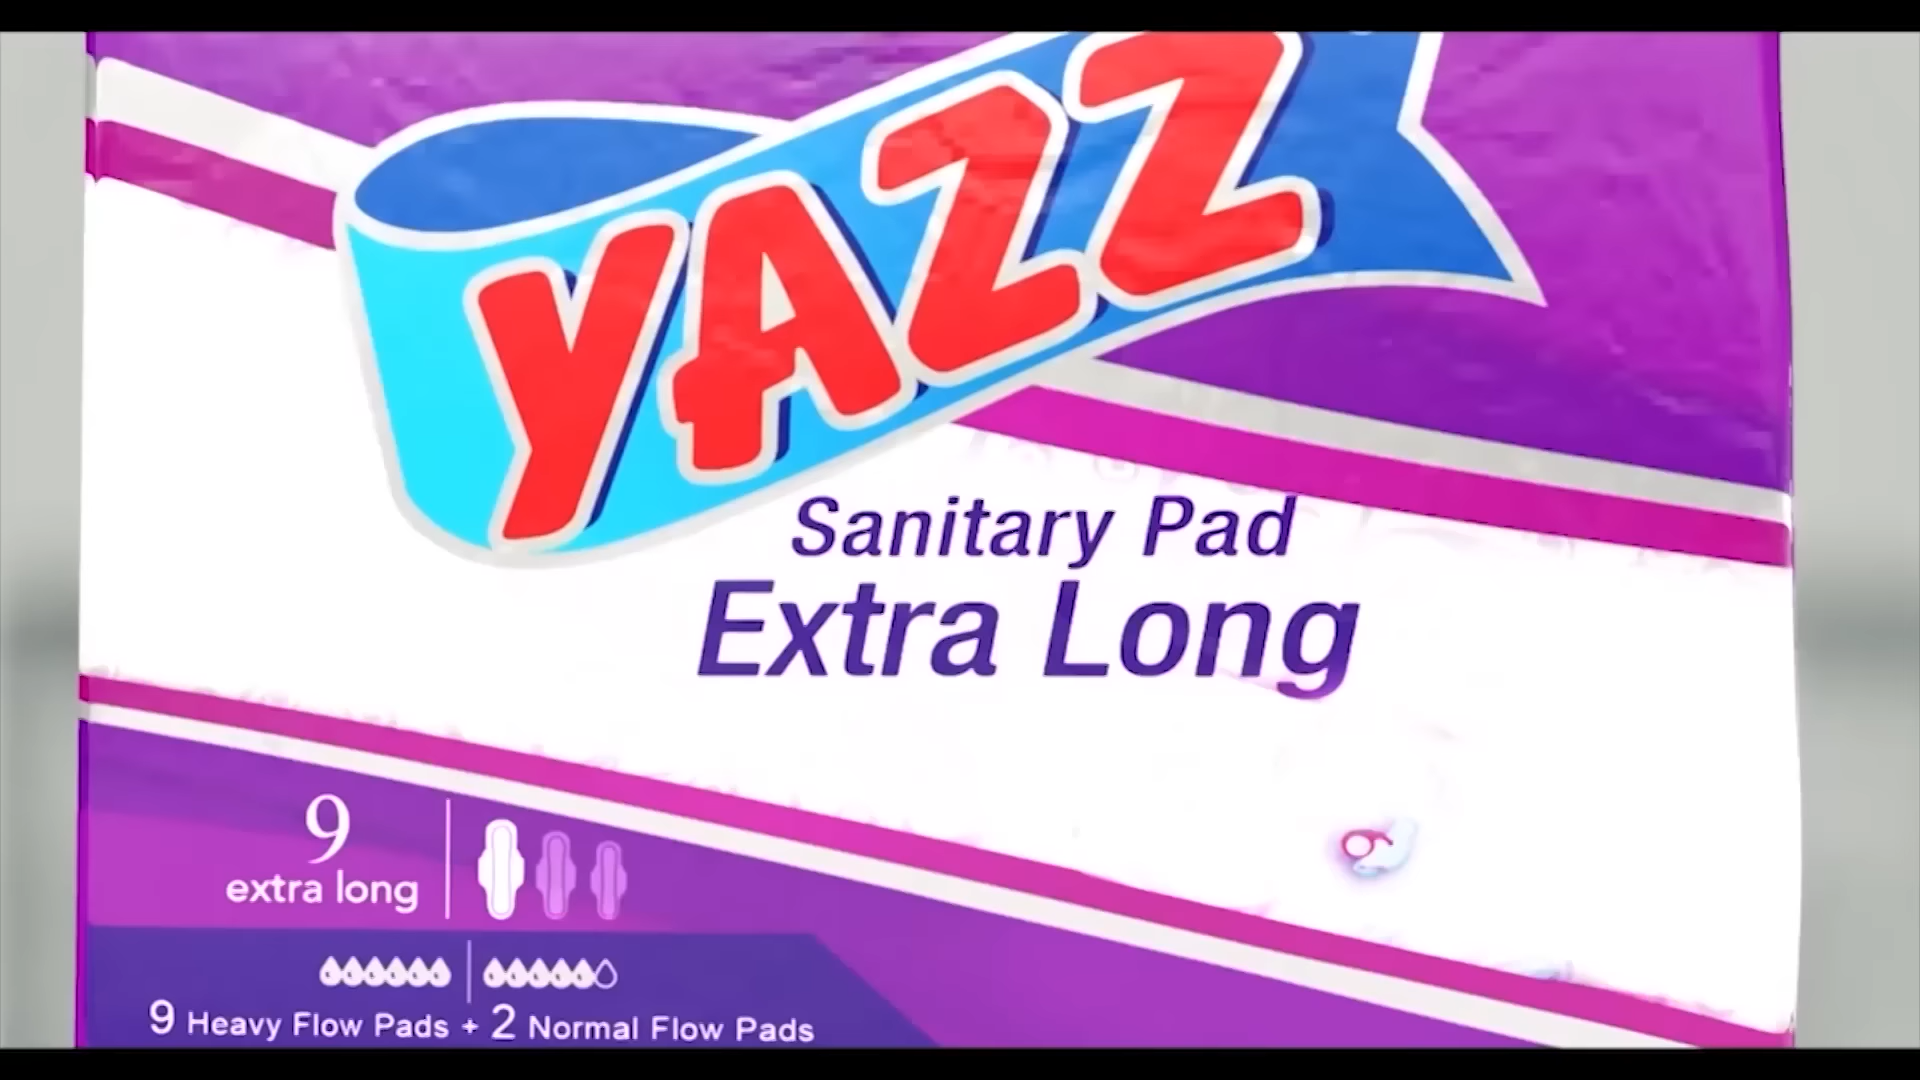 YAZZ
Sanitary Pad
Extra Long
9
extra long
9 Heavy Flow Pads + 2 Normal Flow Pads